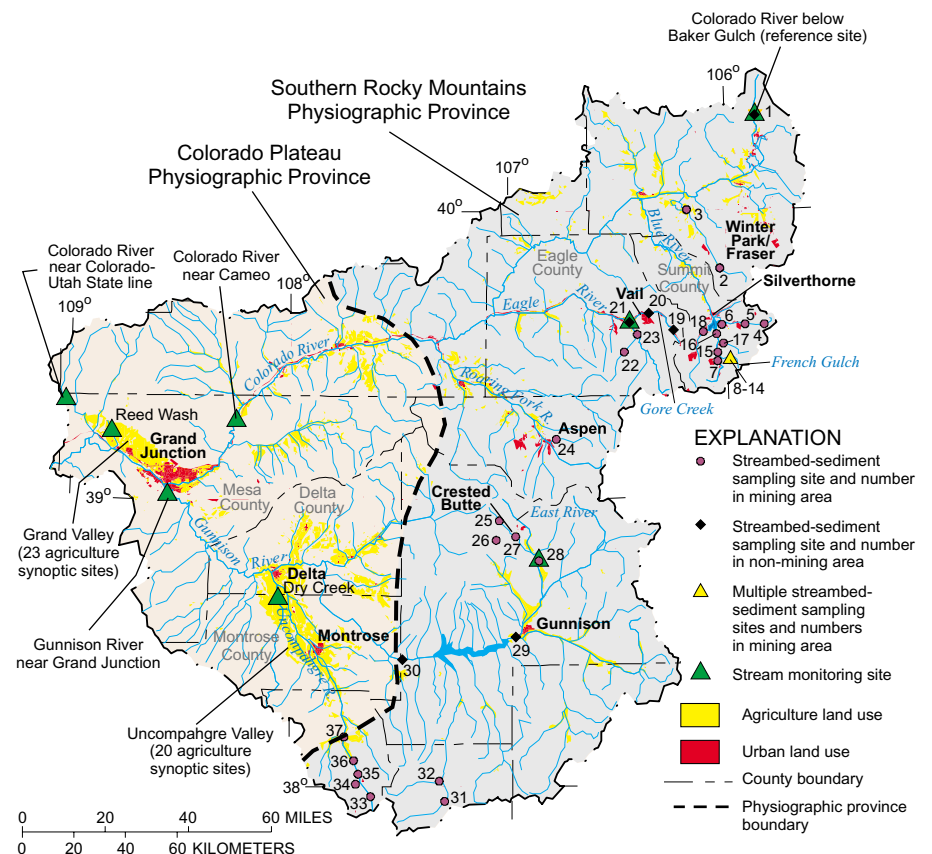 Colorado River below
Baker Gulch (reference site)
106°
Southern Rocky Mountains
Physiographic Province
1
Colorado Plateau
Physiographic Province
107°
40°
3
Blue River
Winter
Park/
Fraser
Colorado River
near Colorado-
Utah State line
Colorado River
near Cameo
Eagle
County
Summit
County
2
Silverthorne
109°
108°
Eagle River
Vail
21
20
19
18
6
5
4
16
17
23
22
15
7
8-14
French Gulch
Colorado River
Roaring Fork R.
Gore Creek
Reed Wash
Grand
Junction
Aspen
24
39°
Mesa
County
Delta
County
Crested
Butte
25
26
27
East River
28
Grand Valley
(23 agriculture
synoptic sites)
Gunnison River
Delta
Dry Creek
Gunnison River
near Grand Junction
Montrose
County
Uncompahgre R.
Montrose
Gunnison
29
30
Uncompahgre Valley
(20 agriculture
synoptic sites)
37
36
35
34
33
38°
32
31
EXPLANATION
Streambed-sediment
sampling site and number
in mining area
Streambed-sediment
sampling site and number
in non-mining area
Multiple streambed-
sediment sampling
sites and numbers
in mining area
Stream monitoring site
Agriculture land use
Urban land use
County boundary
Physiographic province
boundary
0 20 40 60 MILES
0 20 40 60 KILOMETERS